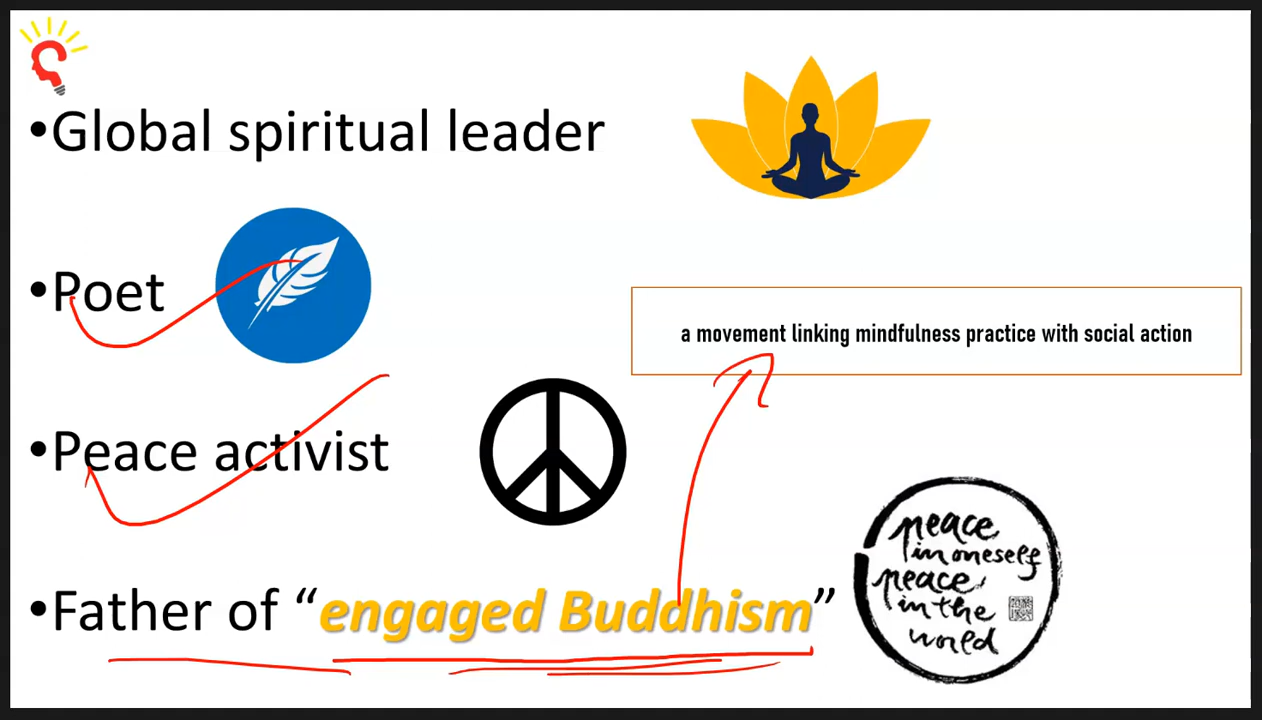 •Global spiritual leader
•Poet
a movement linking mindfulness practice with social action
•Peace activist
•Father of “engaged Buddhism”
peace
in oneself
peace
in the
world